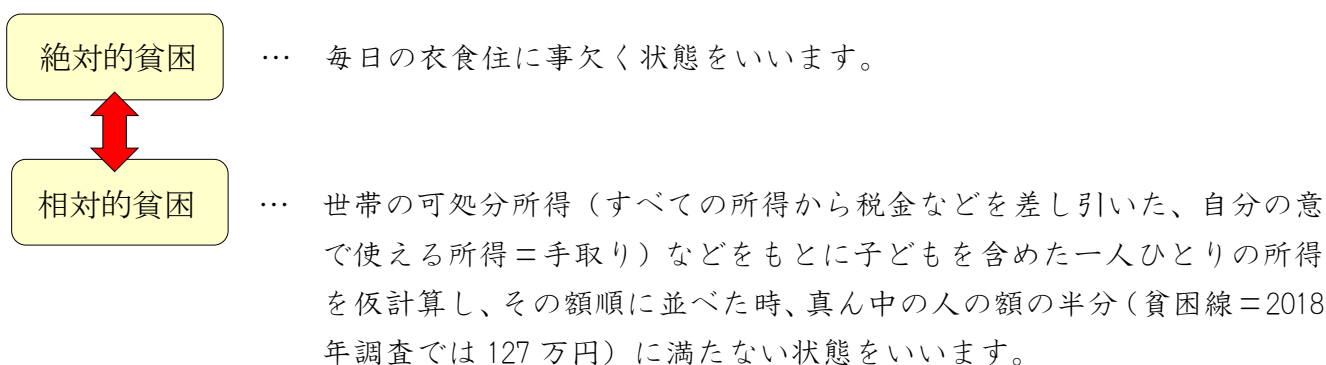 絶対的貧困 … 毎日の衣食住に事欠く状態をいいます。
相対的貧困 … 世帯の可処分所得（すべての所得から税金などを差し引いた、自分の意
で使える所得＝手取り）などをもとに子どもを含めた一人ひとりの所得
を仮計算し、その額順に並べた時、真ん中の人の額の半分（貧困線＝2018
年調査では 127 万円）に満たない状態をいいます。